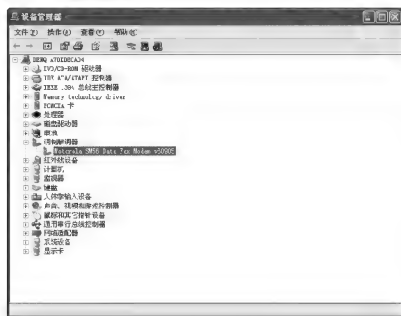 设备管理器
文件(F) 操作(A) 查看(V) 帮助(H)
DVD/CD-ROM 驱动器
IDE ATA/ATAPI 控制器
IEEE 1394 总线主控制器
Memory technology driver
PCMCIA 卡
处理器
磁盘驱动器
电池
调制解调器
Motorola SM56 Data Fax Modem
红外线设备
计算机
监视器
键盘
人体学输入设备
声音、视频和游戏控制器
鼠标和其它指针设备
通用串行总线控制器
网络适配器
系统设备
显示卡